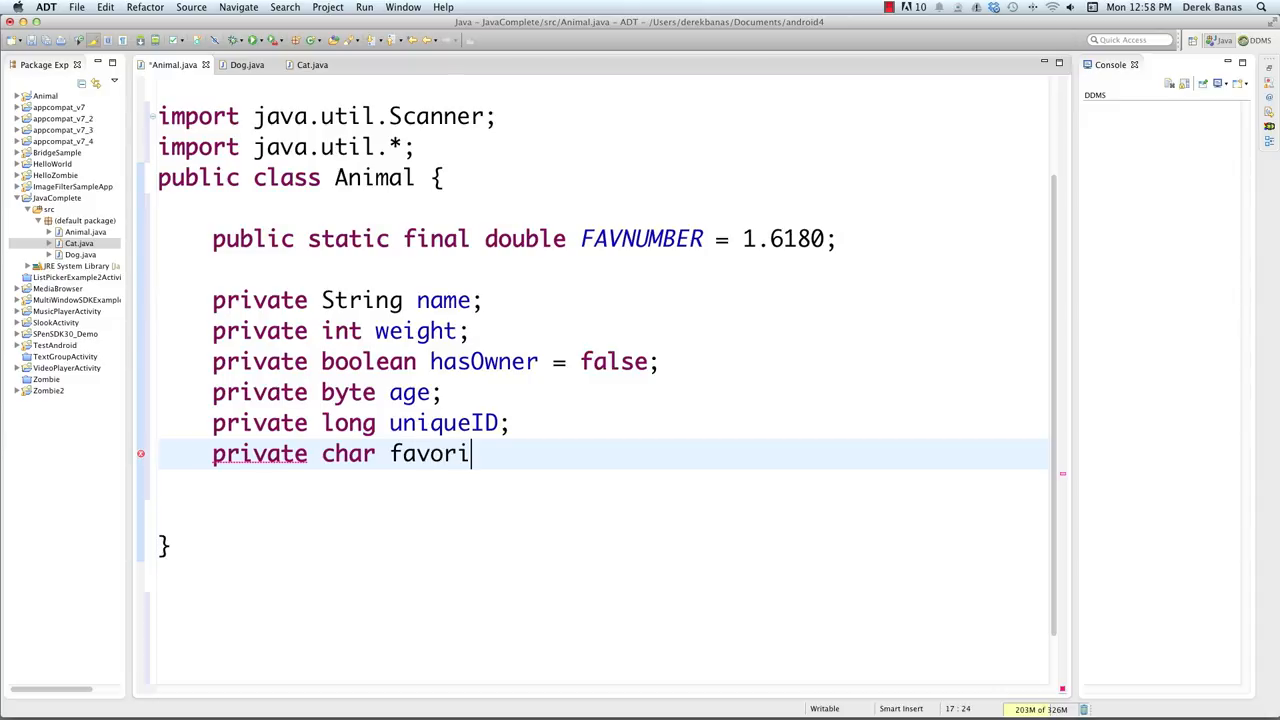 ADT File Edit Refactor Source Navigate Search Project Run Window Help 10 Mon 12:58 PM Derek Banas
Java - JavaComplete/src/Animal.java - ADT - /Users/derekbanas/Documents/android4
Quick Access Java DDMS
Package Exp *Animal.java Dog.java Cat.java Console
DDMS
Animal
appcompat_v7
appcompat_v7_2
appcompat_v7_3
appcompat_v7_4
BridgeSample
HelloWorld
HelloZombie
ImageFilterSampleApp
JavaComplete
src
(default package)
Animal.java
Cat.java
Dog.java
JRE System Library [Ja
ListPickerExample2Activi
MediaBrowser
MultiWindowSDKExample
MusicPlayerActivity
SlookActivity
SPenSDK30_Demo
TestAndroid
TextGroupActivity
VideoPlayerActivity
Zombie
Zombie2
import java.util.Scanner;
import java.util.*;
public class Animal {
public static final double FAVNUMBER = 1.6180;
private String name;
private int weight;
private boolean hasOwner = false;
private byte age;
private long uniqueID;
private char favori
}
Writable Smart Insert 17 : 24 203M of 326M